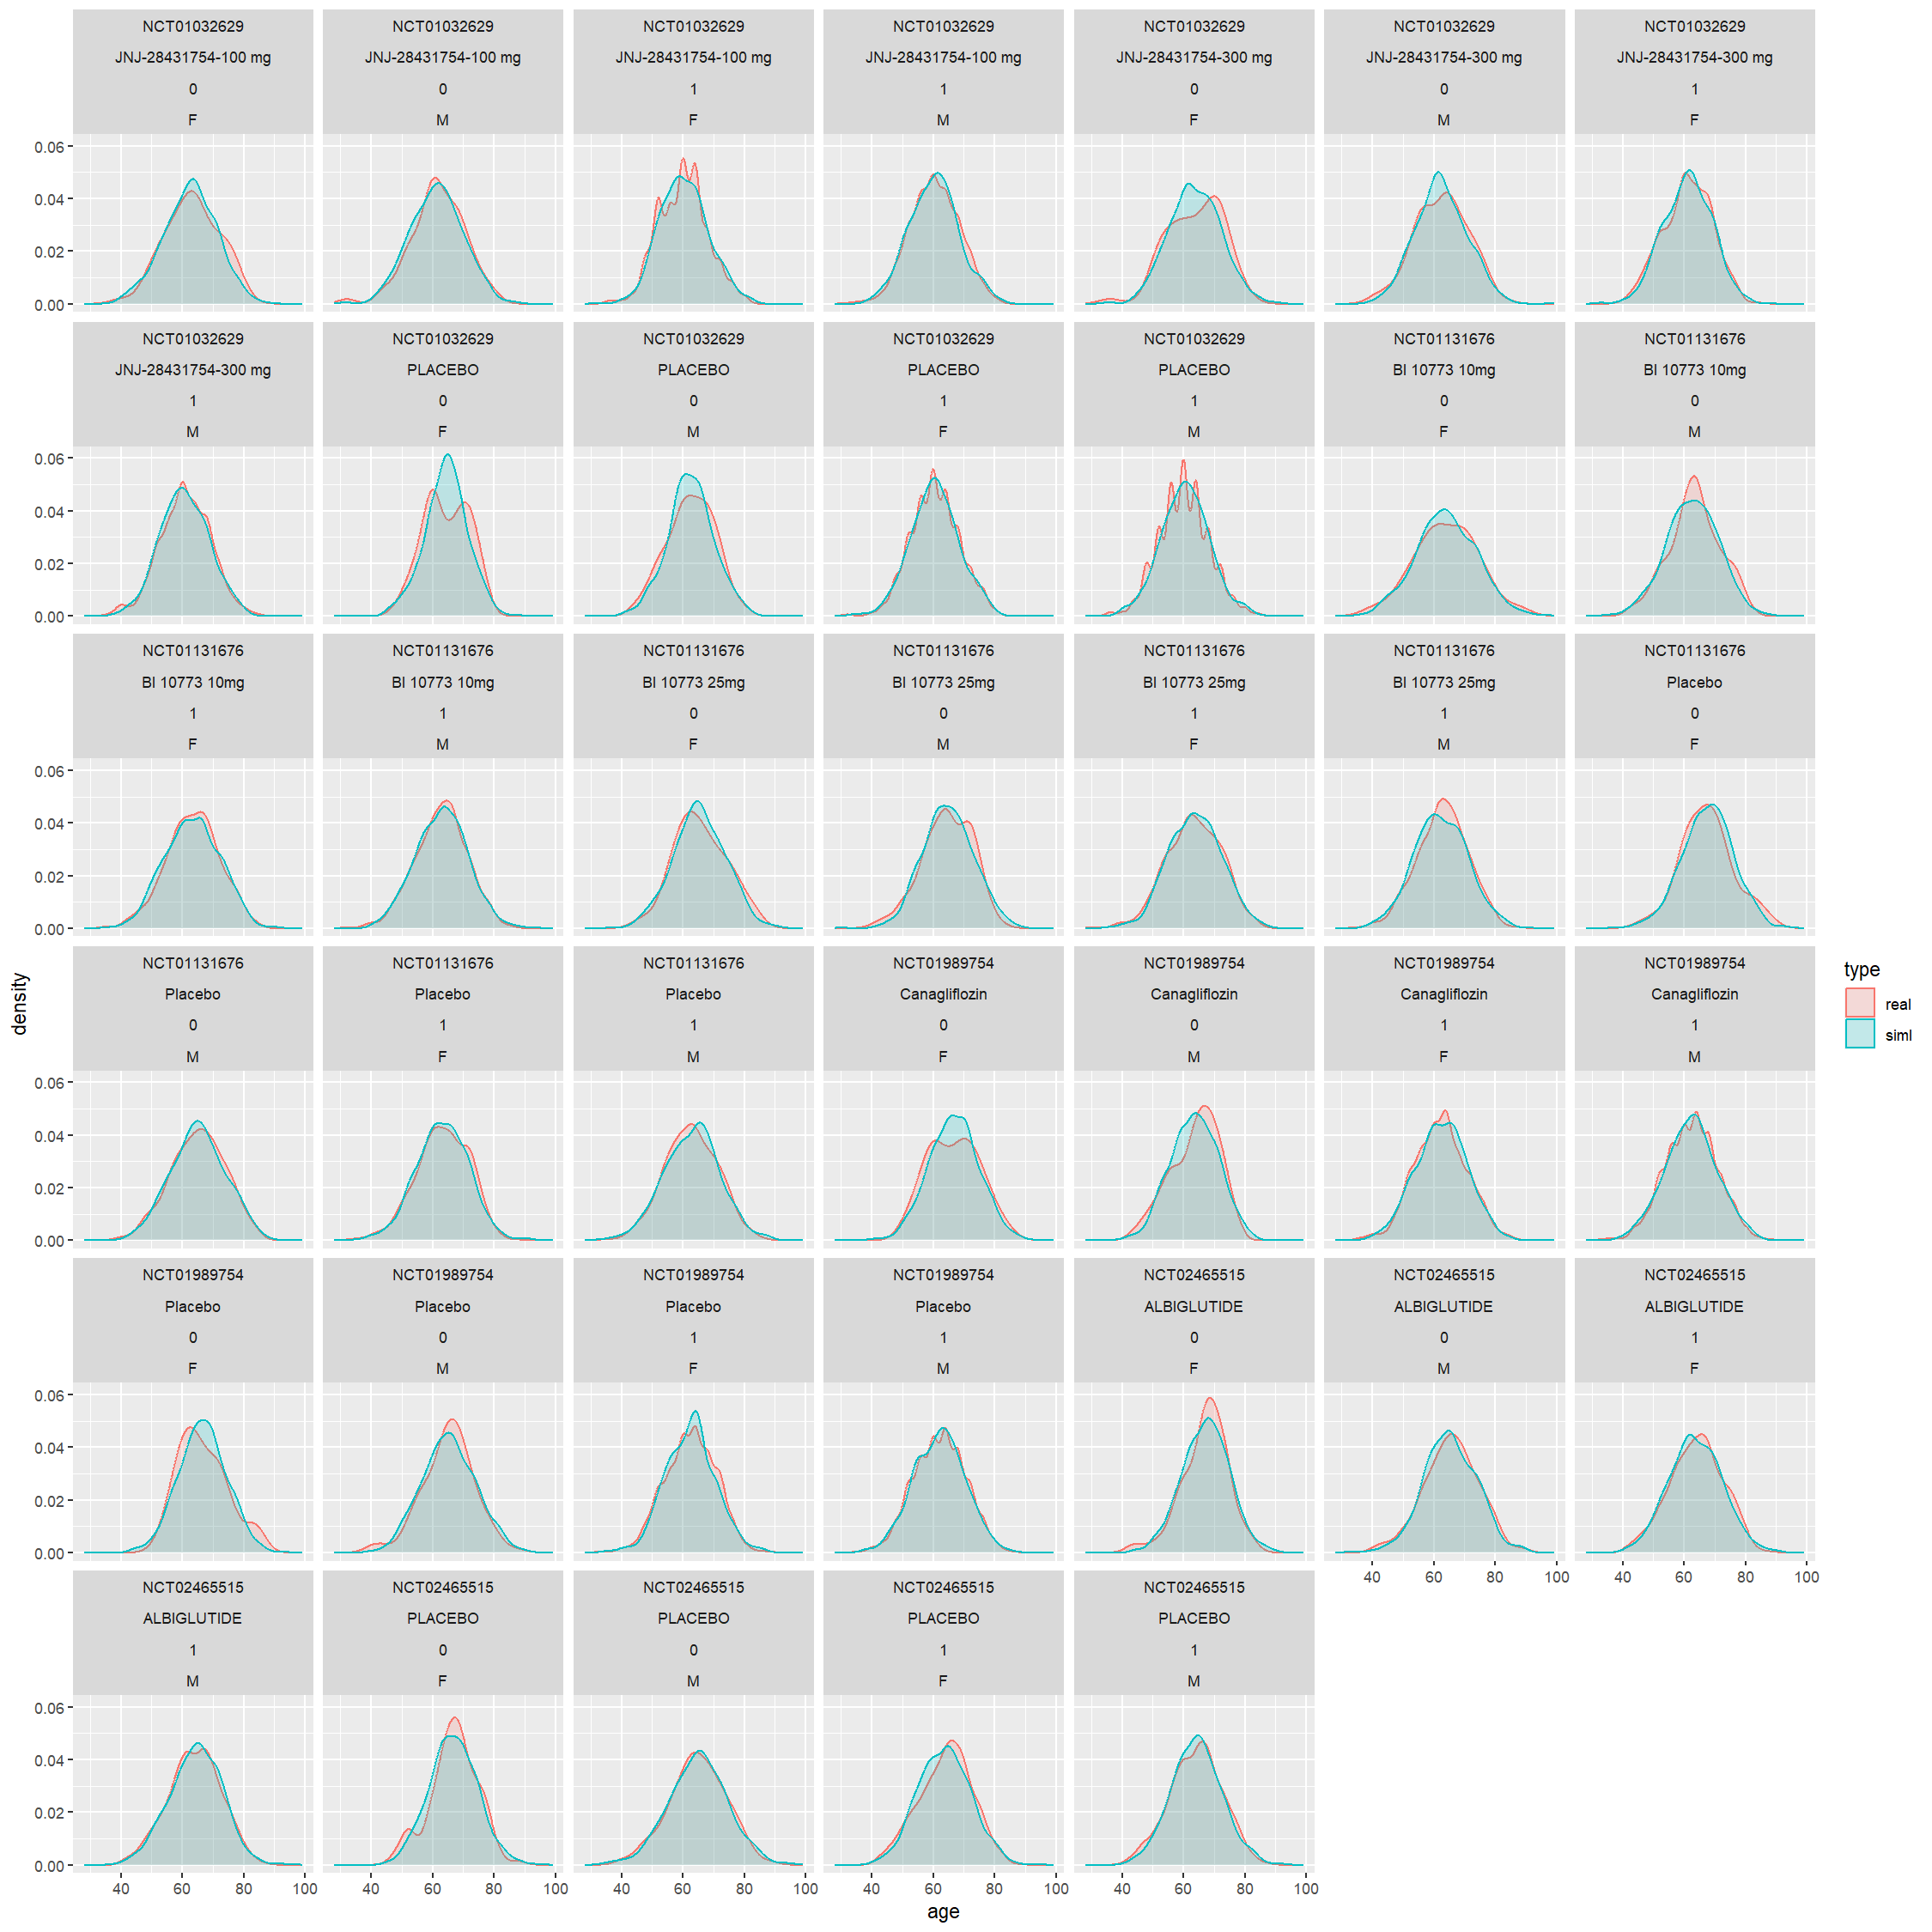 NCT01032629 NCT01032629 NCT01032629 NCT01032629 NCT01032629 NCT01032629 NCT01032629
JNJ-28431754-100 mg JNJ-28431754-100 mg JNJ-28431754-100 mg JNJ-28431754-100 mg JNJ-28431754-300 mg JNJ-28431754-300 mg JNJ-28431754-300 mg
0 0 1 1 0 0 1
F M F M F M F
0.06
0.04
0.02
0.00
NCT01032629 NCT01032629 NCT01032629 NCT01032629 NCT01032629 NCT01131676 NCT01131676
JNJ-28431754-300 mg PLACEBO PLACEBO PLACEBO PLACEBO BI 10773 10mg BI 10773 10mg
1 0 0 1 1 0 0
M F M F M F M
0.06
0.04
0.02
0.00
NCT01131676 NCT01131676 NCT01131676 NCT01131676 NCT01131676 NCT01131676 NCT01131676
BI 10773 10mg BI 10773 10mg BI 10773 25mg BI 10773 25mg BI 10773 25mg BI 10773 25mg Placebo
1 1 0 0 1 1 0
F M F M F M F
0.06
0.04
0.02
0.00
NCT01131676 NCT01131676 NCT01131676 NCT01989754 NCT01989754 NCT01989754 NCT01989754
Placebo Placebo Placebo Canagliflozin Canagliflozin Canagliflozin Canagliflozin
0 1 1 0 0 1 1
M F M F M F M
0.06
0.04
0.02
0.00
density
type
real
siml
NCT01989754 NCT01989754 NCT01989754 NCT01989754 NCT02465515 NCT02465515 NCT02465515
Placebo Placebo Placebo Placebo ALBIGLUTIDE ALBIGLUTIDE ALBIGLUTIDE
0 0 1 1 0 0 1
F M F M F M F
0.06
0.04
0.02
0.00
40 60 80 100 40 60 80 100
NCT02465515 NCT02465515 NCT02465515 NCT02465515 NCT02465515
ALBIGLUTIDE PLACEBO PLACEBO PLACEBO PLACEBO
1 0 0 1 1
M F M F M
0.06
0.04
0.02
0.00
40 60 80 100 40 60 80 100 40 60 80 100 40 60 80 100 40 60 80 100
age